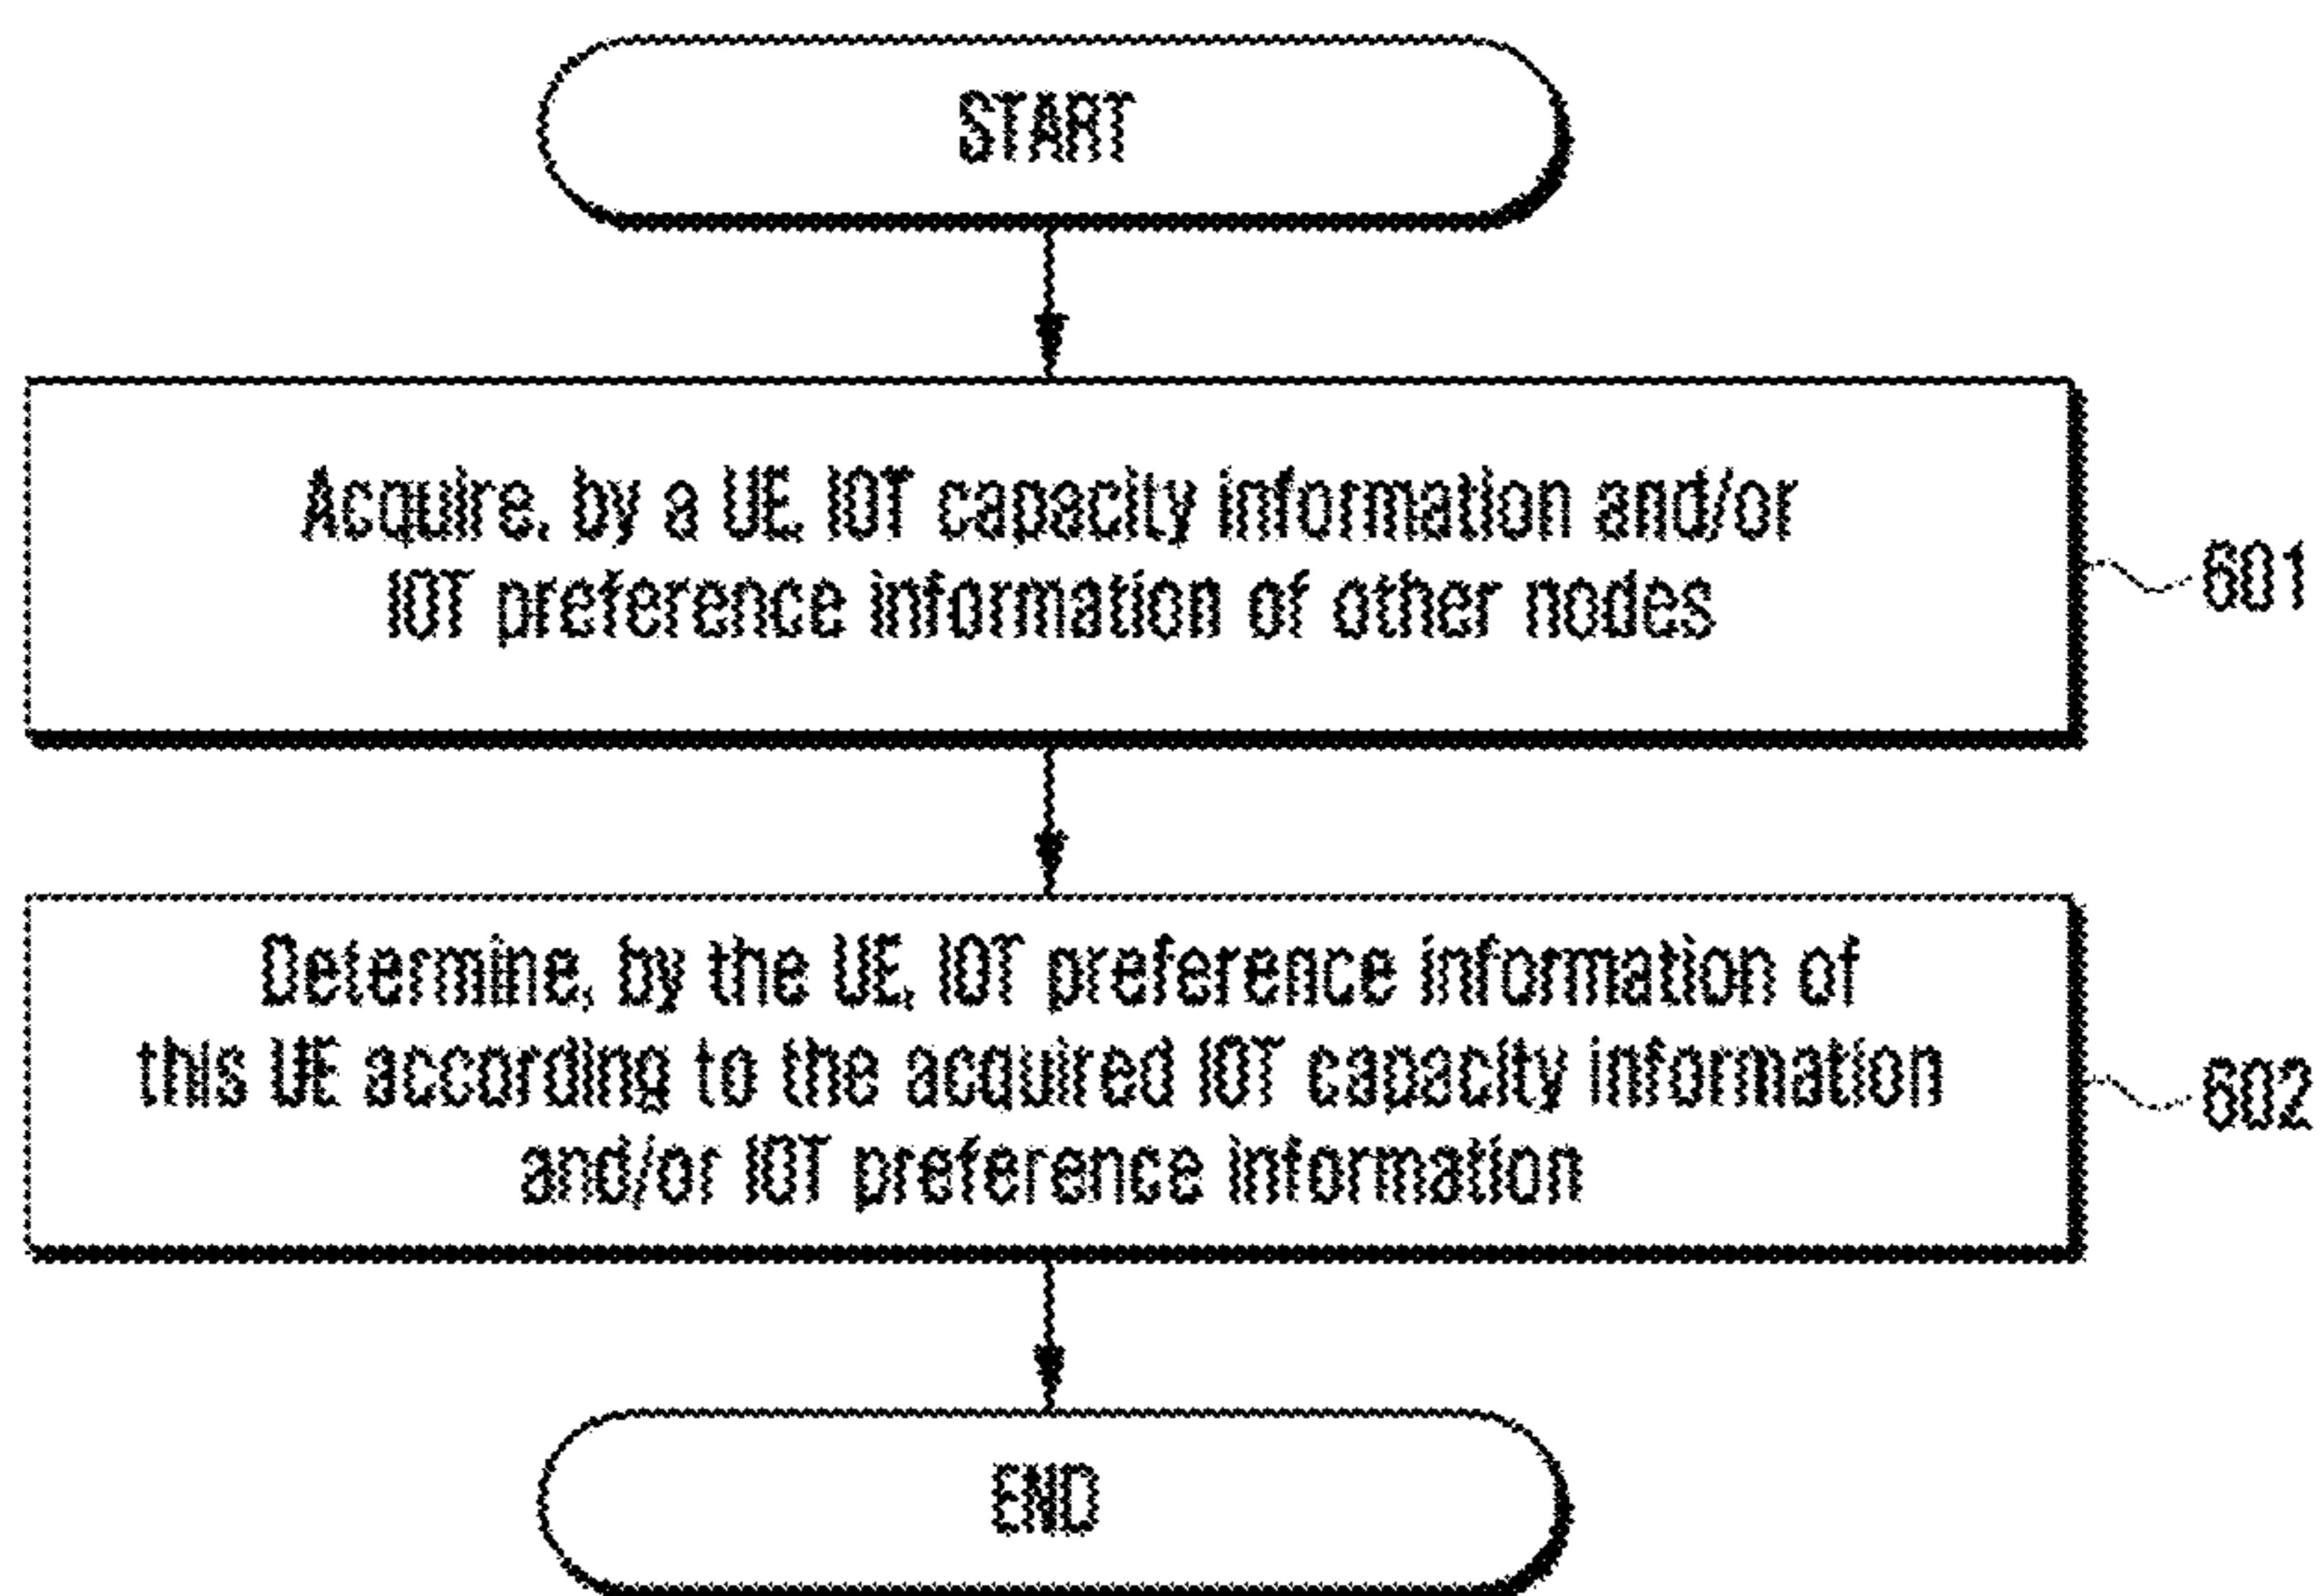 START
Acquire, by a UE, IOT capacity information and/or
IOT preference information of other nodes
601
Determine, by the UE, IOT preference information of
this UE according to the acquired IOT capacity information
and/or IOT preference information
602
END